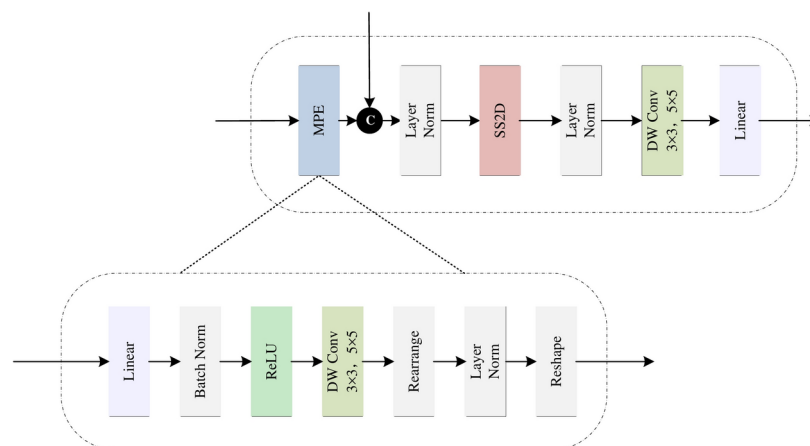 MPE
C
Layer
Norm
SS2D
Layer
Norm
DW Conv
3×3, 5×5
Linear
Linear
Batch Norm
ReLU
DW Conv
3×3, 5×5
Rearrange
Layer
Norm
Reshape